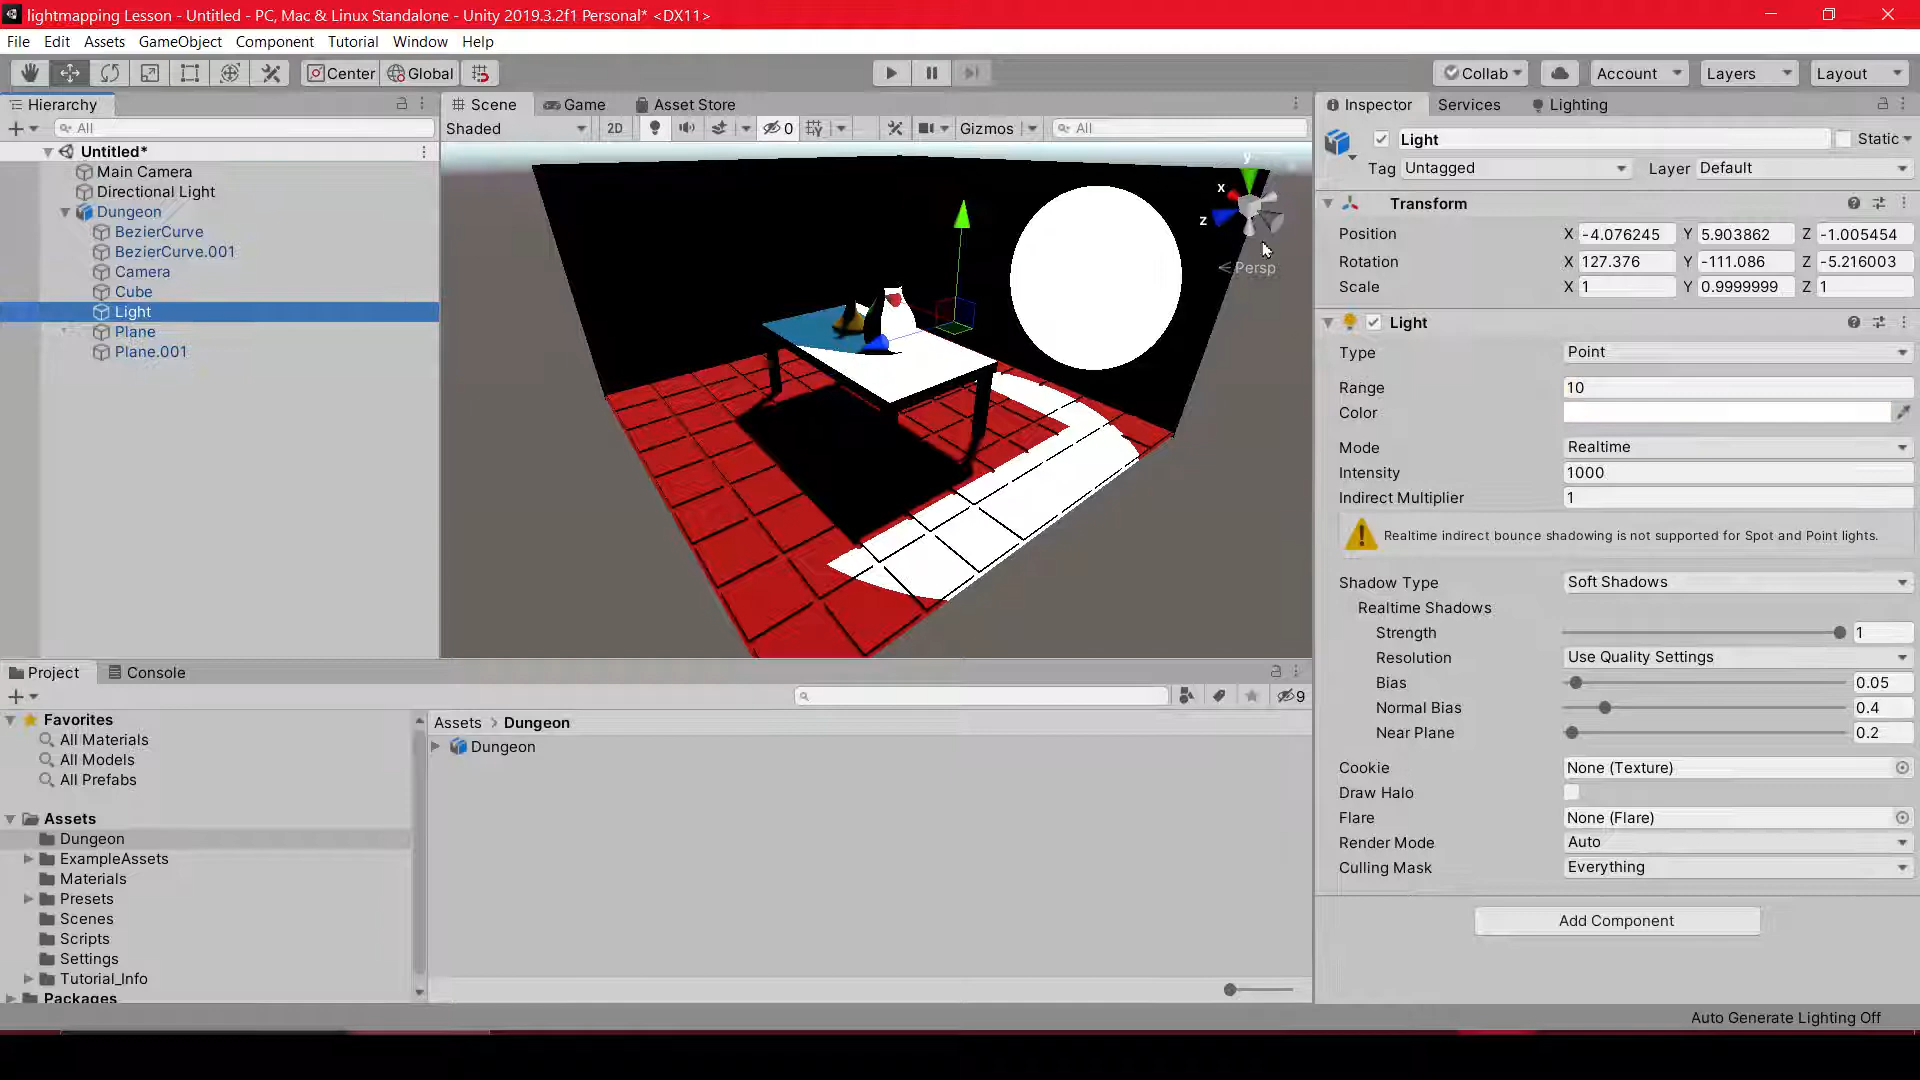 lightmapping Lesson - Untitled - PC, Mac & Linux Standalone - Unity 2019.3.2f1 Personal* <DX11>
File Edit Assets GameObject Component Tutorial Window Help
Center Global Collab Account Layers Layout
Hierarchy
All
Untitled*
Main Camera
Directional Light
Dungeon
BezierCurve
BezierCurve.001
Camera
Cube
Light
Plane
Plane.001
Scene Game Asset Store
Shaded 2D 0 Gizmos All
y
x
z
Persp
Inspector Services Lighting
Light Static
Tag Untagged Layer Default
Transform
Position X -4.076245 Y 5.903862 Z -1.005454
Rotation X 127.376 Y -111.086 Z -5.216003
Scale X 1 Y 0.9999999 Z 1
Light
Type Point
Range 10
Color
Mode Realtime
Intensity 1000
Indirect Multiplier 1
Realtime indirect bounce shadowing is not supported for Spot and Point lights.
Shadow Type Soft Shadows
Realtime Shadows
Strength 1
Resolution Use Quality Settings
Bias 0.05
Normal Bias 0.4
Near Plane 0.2
Cookie None (Texture)
Draw Halo
Flare None (Flare)
Render Mode Auto
Culling Mask Everything
Add Component
Project Console
9
Favorites
All Materials
All Models
All Prefabs
Assets
Dungeon
ExampleAssets
Materials
Presets
Scenes
Scripts
Settings
Tutorial_Info
Packages
Assets > Dungeon
Dungeon
Auto Generate Lighting Off